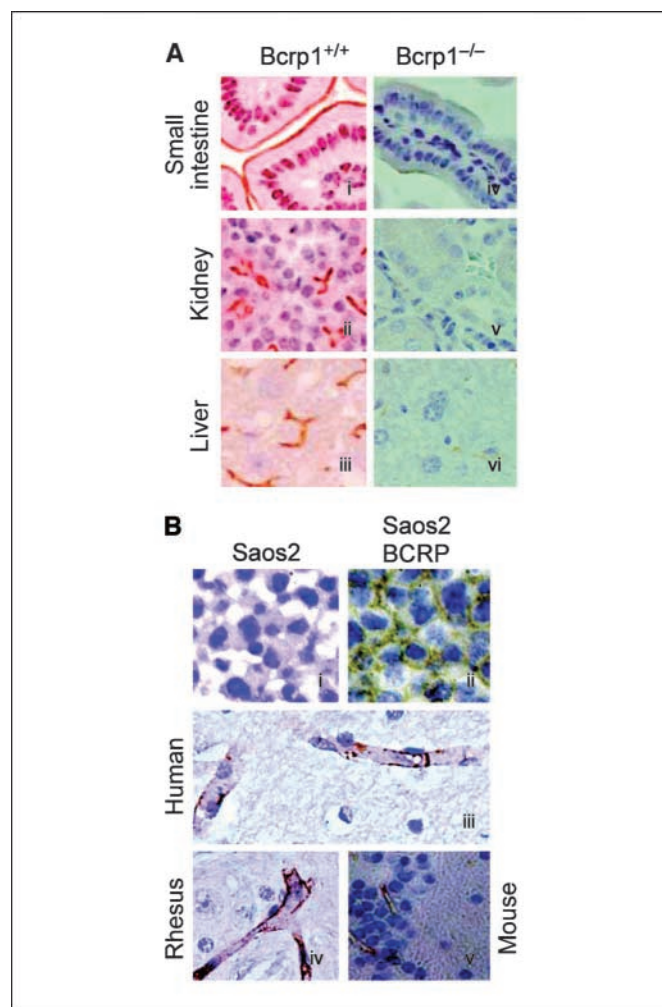 A
Bcrp1+/+
Bcrp1−/−
Small
intestine
i
iv
Kidney
ii
v
Liver
iii
vi
B
Saos2
Saos2
BCRP
i
ii
Human
iii
Rhesus
iv
v
Mouse